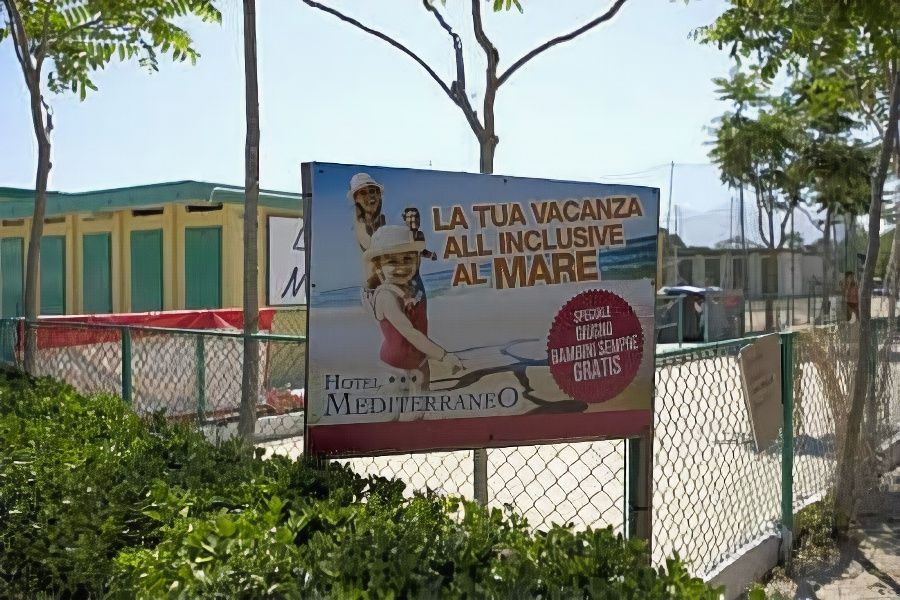 LA TUA VACANZA
ALL INCLUSIVE
AL MARE
SPECIALE
GIUGNO
BAMBINI SEMPRE
GRATIS
HOTEL ***
MEDITERRANEO